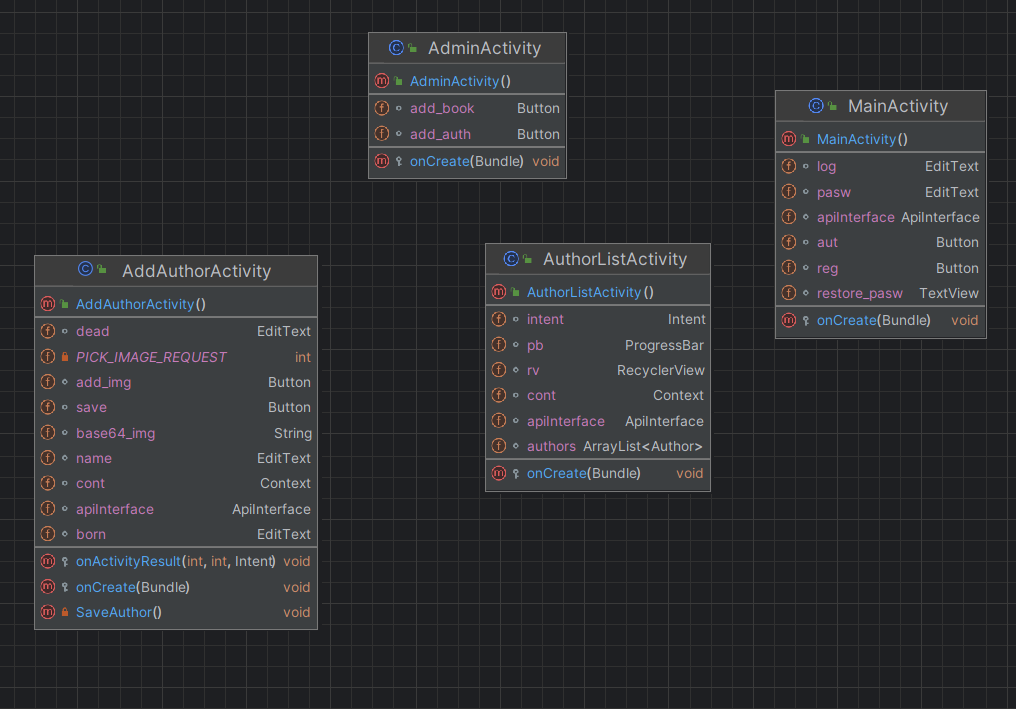 AdminActivity
AdminActivity()
add_book Button
add_auth Button
onCreate(Bundle) void
MainActivity
MainActivity()
log EditText
pasw EditText
apiInterface ApiInterface
aut Button
reg Button
restore_pasw TextView
onCreate(Bundle) void
AddAuthorActivity
AddAuthorActivity()
dead EditText
PICK_IMAGE_REQUEST int
add_img Button
save Button
base64_img String
name EditText
cont Context
apiInterface ApiInterface
born EditText
onActivityResult(int, int, Intent) void
onCreate(Bundle) void
SaveAuthor() void
AuthorListActivity
AuthorListActivity()
intent Intent
pb ProgressBar
rv RecyclerView
cont Context
apiInterface ApiInterface
authors ArrayList<Author>
onCreate(Bundle) void